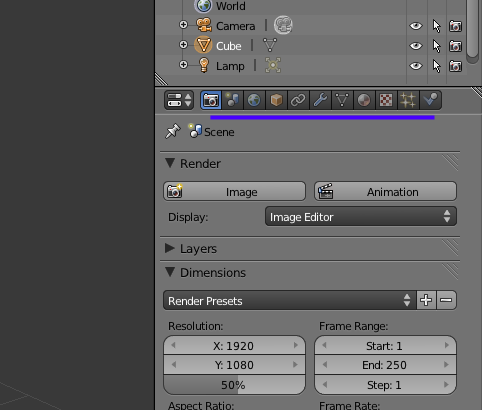 World
Camera
Cube
Lamp
Scene
Render
Image Animation
Display: Image Editor
Layers
Dimensions
Render Presets
Resolution: Frame Range:
X: 1920 Start: 1
Y: 1080 End: 250
50% Step: 1
Aspect Ratio: Frame Rate: